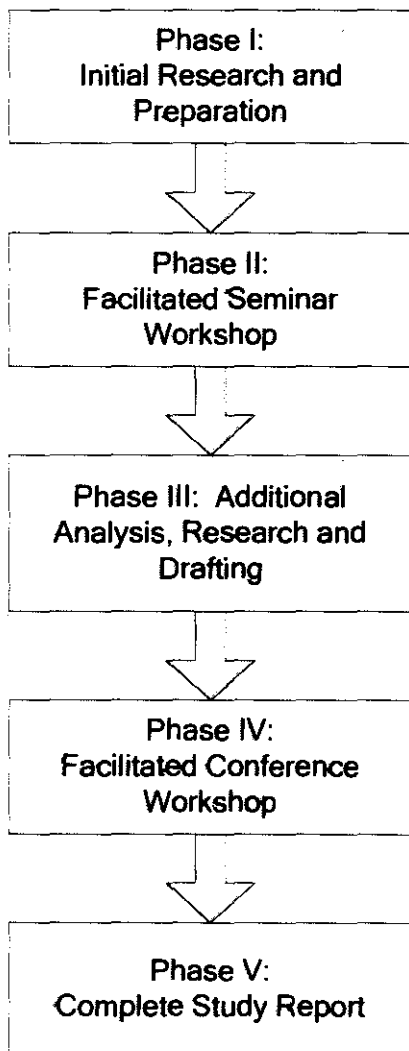 Phase I:
Initial Research and
Preparation
Phase II:
Facilitated Seminar
Workshop
Phase III: Additional
Analysis, Research and
Drafting
Phase IV:
Facilitated Conference
Workshop
Phase V:
Complete Study Report